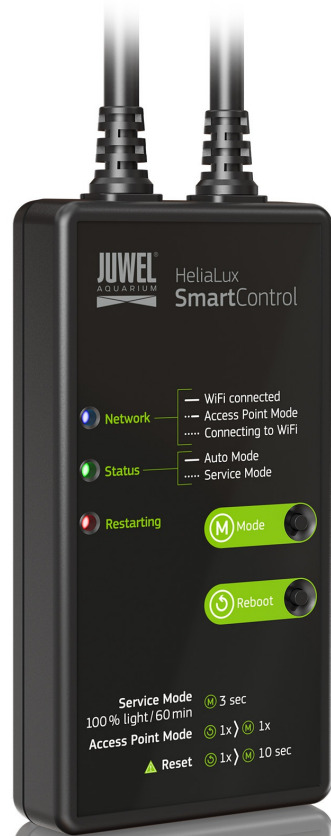 JUWEL®
AQUARIUM
HeliaLux
SmartControl
Network
WiFi connected
Access Point Mode
Connecting to WiFi
Status
Auto Mode
Service Mode
Restarting
M Mode
Reboot
Service Mode M 3 sec
100% light/60 min
Access Point Mode 1x > M 1x
Reset 1x > M 10 sec